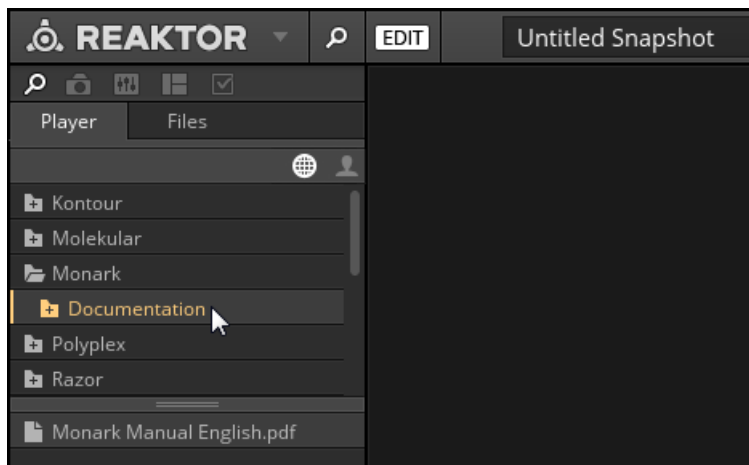 REAKTOR EDIT Untitled Snapshot
Player Files
Kontour
Molekular
Monark
Documentation
Polyplex
Razor
Monark Manual English.pdf